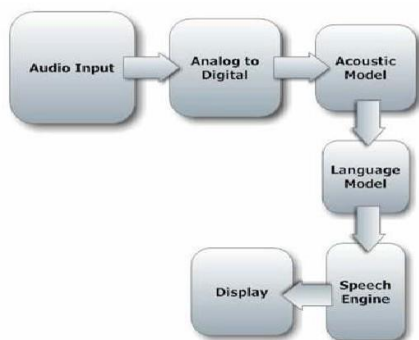 Audio Input
Analog to
Digital
Acoustic
Model
Language
Model
Speech
Engine
Display